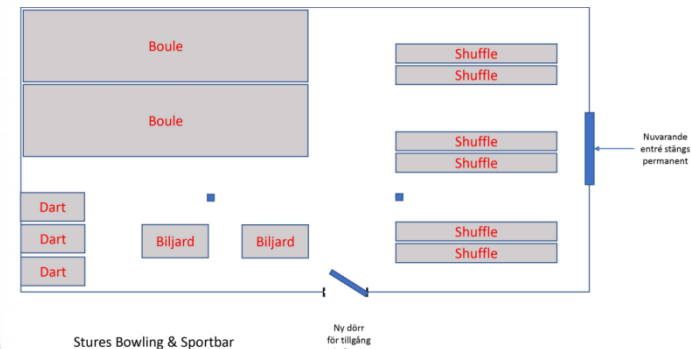 Boule
Boule
Shuffle
Shuffle
Shuffle
Shuffle
Shuffle
Shuffle
Nuvarande
entré stängs
permanent
Dart
Dart
Dart
Biljard
Biljard
Stures Bowling & Sportbar
Ny dörr
för tillgång